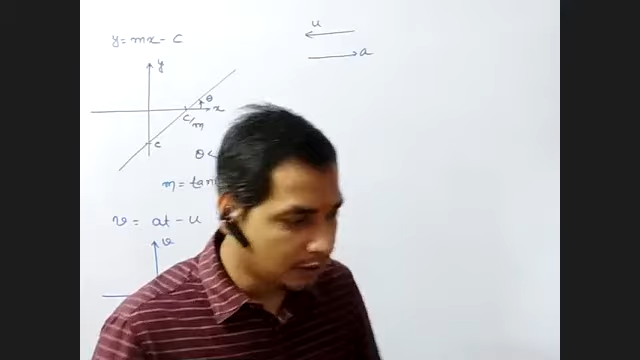 y = mx - c
u
a
y
θ
x
c/m
c
θ <
m = tan
v = at - u
v